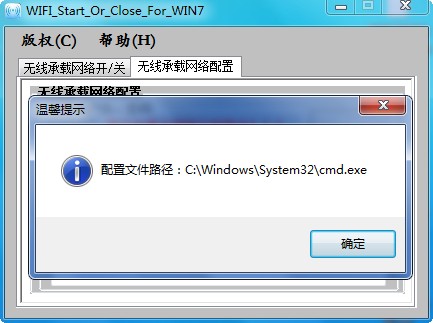 WIFI_Start_Or_Close_For_WIN7
版权(C) 帮助(H)
无线承载网络开/关 无线承载网络配置
无线承载网络配置
温馨提示
配置文件路径：C:\Windows\System32\cmd.exe
确定